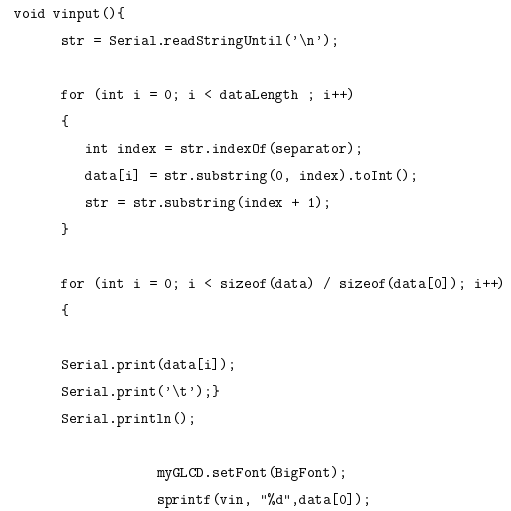 void vinput(){
str = Serial.readStringUntil('\n');
for (int i = 0; i < dataLength ; i++)
{
int index = str.indexOf(separator);
data[i] = str.substring(0, index).toInt();
str = str.substring(index + 1);
}
for (int i = 0; i < sizeof(data) / sizeof(data[0]); i++)
{
Serial.print(data[i]);
Serial.print('\t');}
Serial.println();
myGLCD.setFont(BigFont);
sprintf(vin, "%d",data[0]);